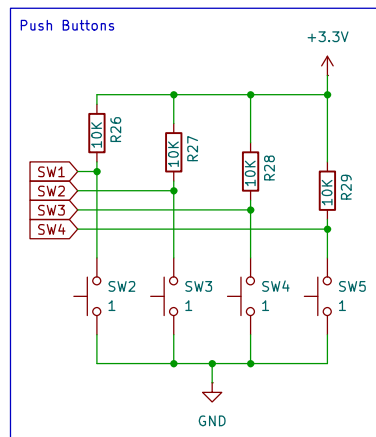 Push Buttons
+3.3V
10K R26
10K R27
10K R28
10K R29
SW1
SW2
SW3
SW4
SW2
1
SW3
1
SW4
1
SW5
1
GND